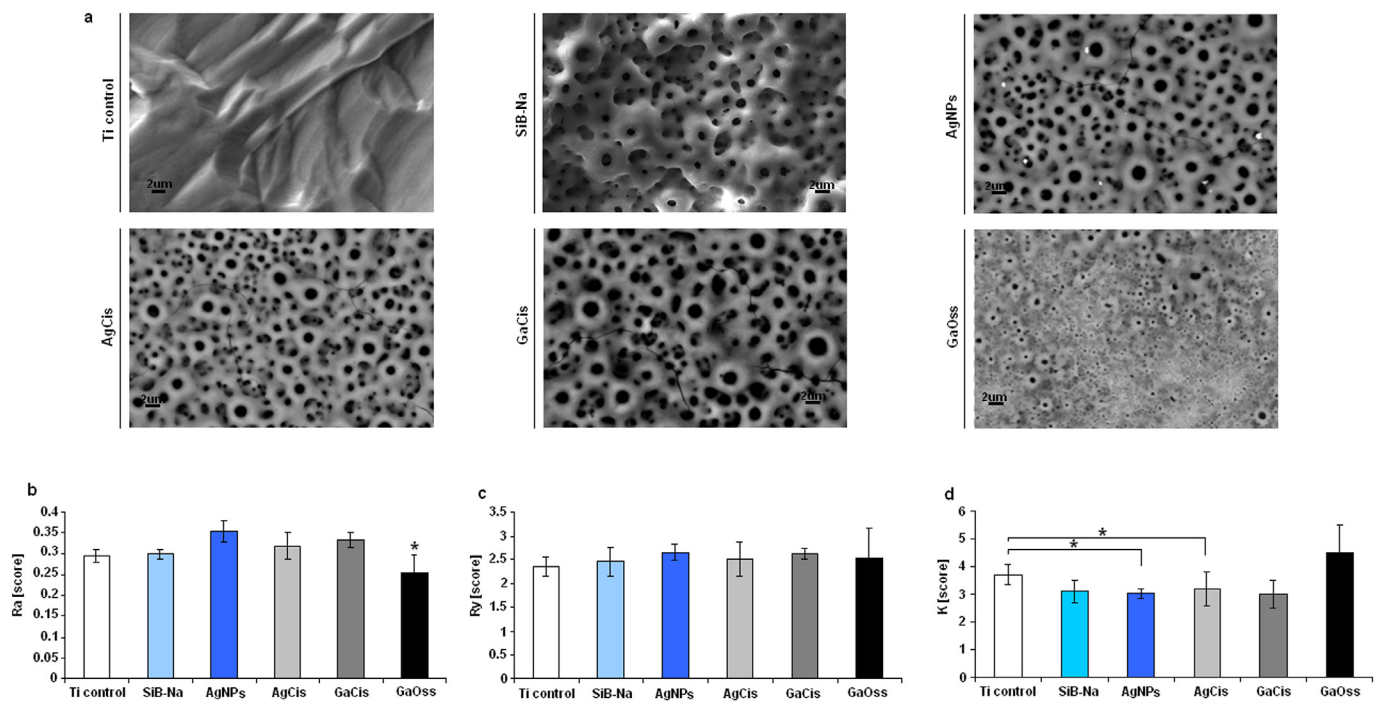 a
Ti control
2um
SiB-Na
2um
AgNPs
2um
AgCis
2um
GaCis
2um
GaOss
2um
b
Ra [score]
0.4
0.35
0.3
0.25
0.2
0.15
0.1
0.05
0
*
Ti control SiB-Na AgNPs AgCis GaCis GaOss
c
Ry [score]
3.5
3
2.5
2
1.5
1
0.5
0
Ti control SiB-Na AgNPs AgCis GaCis GaOss
d
K [score]
6
5
4
3
2
1
0
*
*
Ti control SiB-Na AgNPs AgCis GaCis GaOss